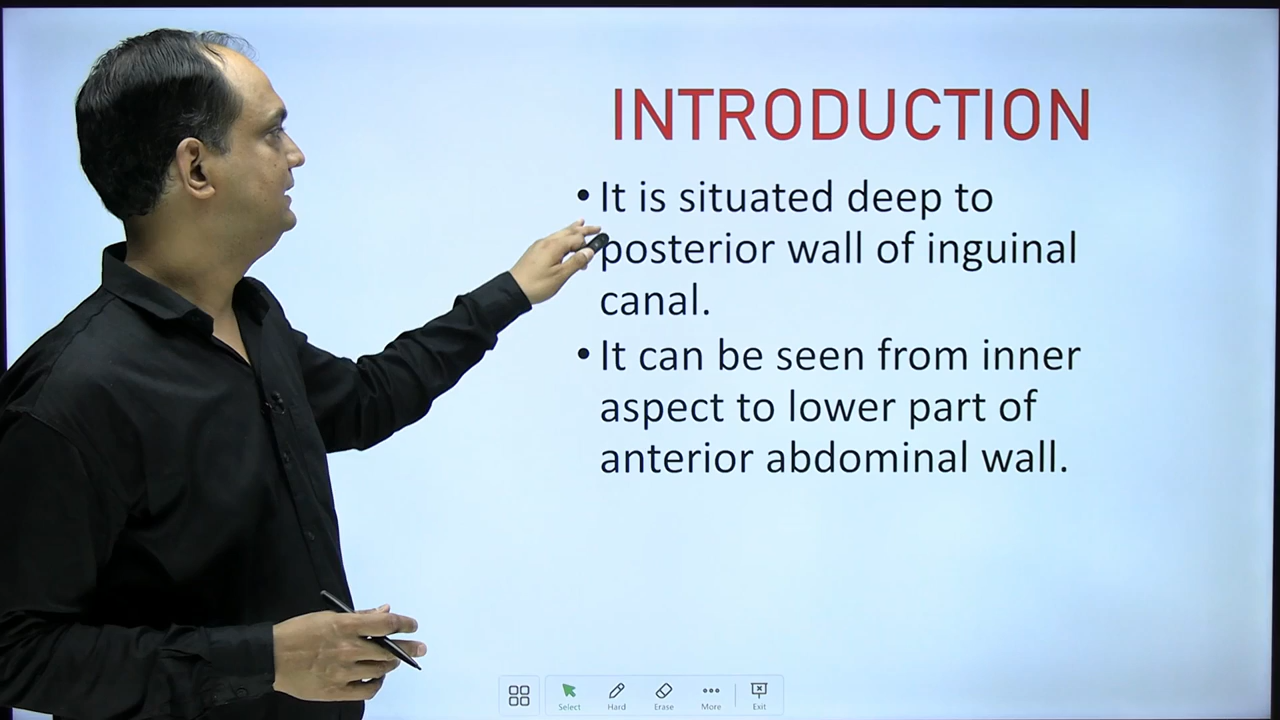 INTRODUCTION
• It is situated deep to
posterior wall of inguinal
canal.
• It can be seen from inner
aspect to lower part of
anterior abdominal wall.
Select Hard Erase More Exit